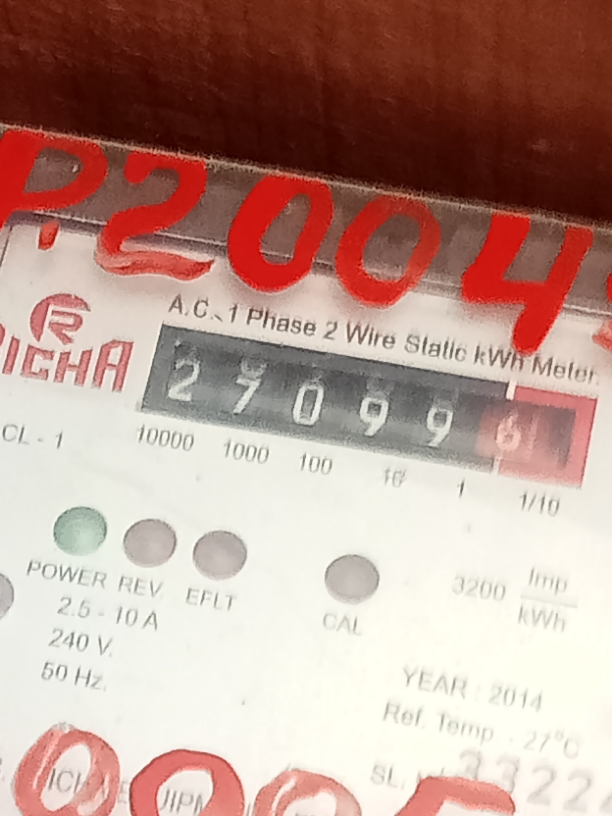 P2004
A.C. 1 Phase 2 Wire Static kWh Meter.
RICHA
2 7 0 9 9 6
CL - 1
10000 1000 100 10 1 1/10
POWER REV EFLT CAL
3200 Imp/kWh
2.5 - 10 A
240 V.
50 Hz.
YEARː 2014
Ref. Temp - 27°C